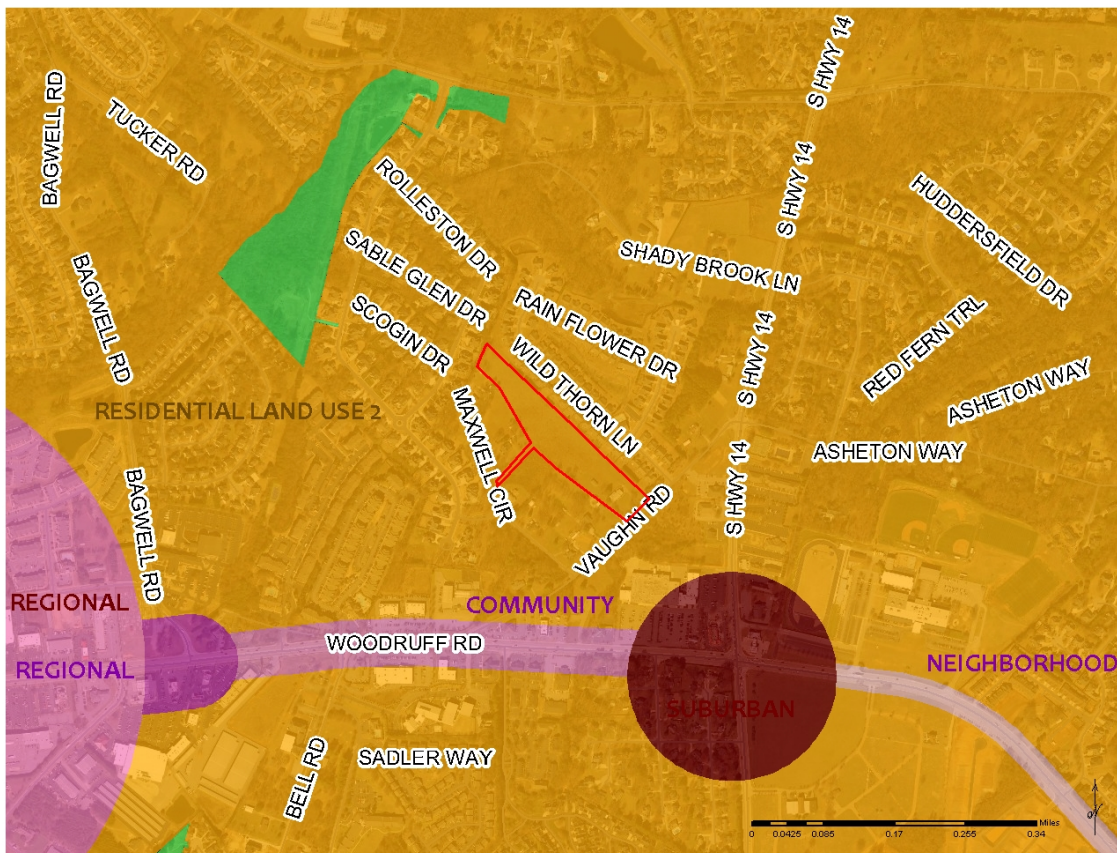 S HWY 14
BAGWELL RD
TUCKER RD
S HWY 14
ROLLESTON DR
HUDDERSFIELD DR
S HWY 14
SABLE GLEN DR
SHADY BROOK LN
BAGWELL RD
SCOGIN DR
RAIN FLOWER DR
RED FERN TRL
S HWY 14
WILD THORN LN
ASHETON WAY
RESIDENTIAL LAND USE 2
MAXWELL CIR
ASHETON WAY
S HWY 14
BAGWELL RD
VAUGHN RD
REGIONAL
COMMUNITY
WOODRUFF RD
REGIONAL
NEIGHBORHOOD
SUBURBAN
BELL RD
SADLER WAY
Miles
0 0.0425 0.085 0.17 0.255 0.34